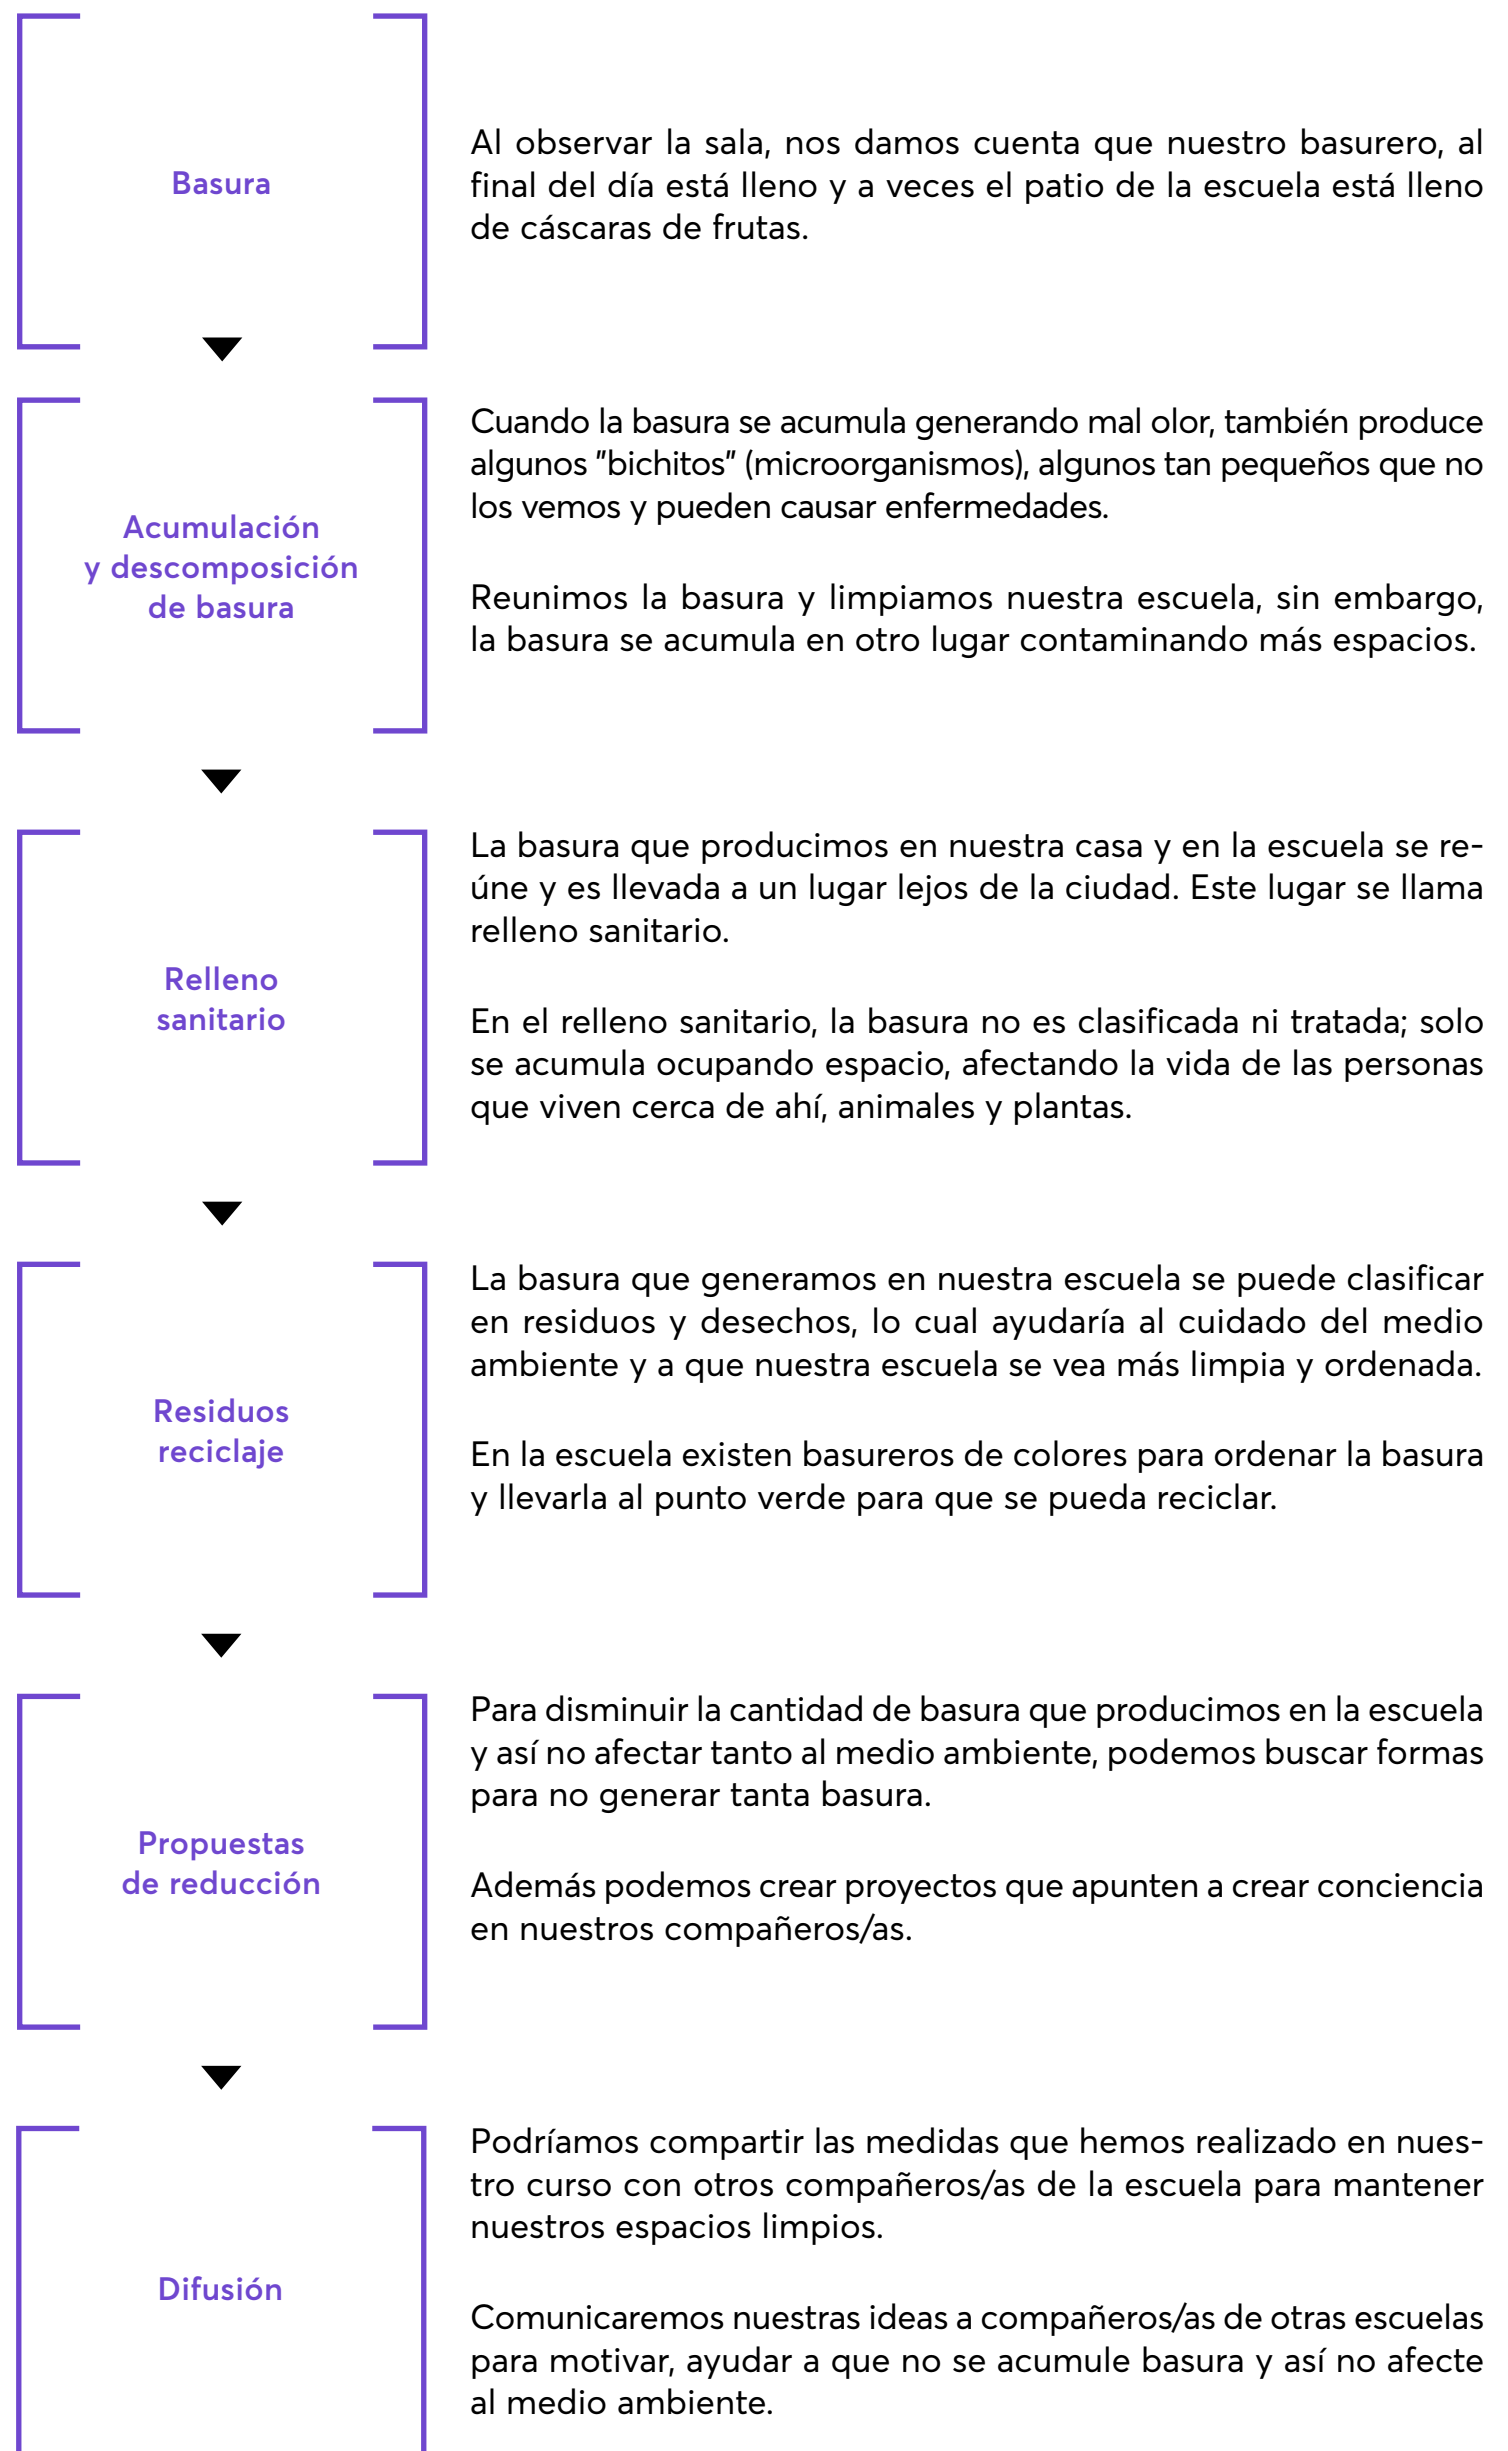 Basura
Al observar la sala, nos damos cuenta que nuestro basurero, al
final del día está lleno y a veces el patio de la escuela está lleno
de cáscaras de frutas.
Acumulación
y descomposición
de basura
Cuando la basura se acumula generando mal olor, también produce
algunos "bichitos" (microorganismos), algunos tan pequeños que no
los vemos y pueden causar enfermedades.
Reunimos la basura y limpiamos nuestra escuela, sin embargo,
la basura se acumula en otro lugar contaminando más espacios.
Relleno
sanitario
La basura que producimos en nuestra casa y en la escuela se re-
úne y es llevada a un lugar lejos de la ciudad. Este lugar se llama
relleno sanitario.
En el relleno sanitario, la basura no es clasificada ni tratada; solo
se acumula ocupando espacio, afectando la vida de las personas
que viven cerca de ahí, animales y plantas.
Residuos
reciclaje
La basura que generamos en nuestra escuela se puede clasificar
en residuos y desechos, lo cual ayudaría al cuidado del medio
ambiente y a que nuestra escuela se vea más limpia y ordenada.
En la escuela existen basureros de colores para ordenar la basura
y llevarla al punto verde para que se pueda reciclar.
Propuestas
de reducción
Para disminuir la cantidad de basura que producimos en la escuela
y así no afectar tanto al medio ambiente, podemos buscar formas
para no generar tanta basura.
Además podemos crear proyectos que apunten a crear conciencia
en nuestros compañeros/as.
Difusión
Podríamos compartir las medidas que hemos realizado en nues-
tro curso con otros compañeros/as de la escuela para mantener
nuestros espacios limpios.
Comunicaremos nuestras ideas a compañeros/as de otras escuelas
para motivar, ayudar a que no se acumule basura y así no afecte
al medio ambiente.